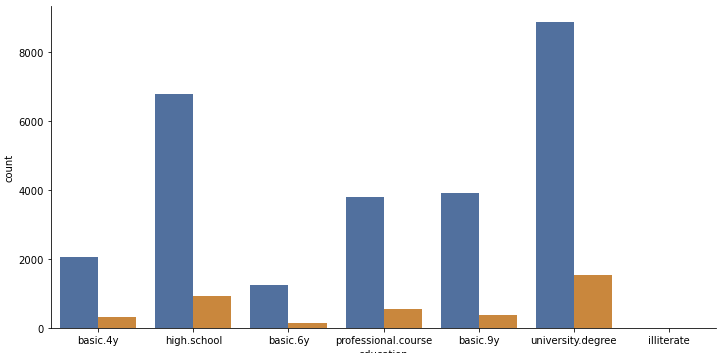 count
8000
6000
4000
2000
0
basic.4y high.school basic.6y professional.course basic.9y university.degree illiterate
education